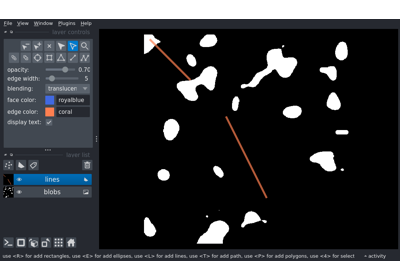 File View Window Plugins Help
layer controls
opacity: 0.70
edge width: 5
blending: translucen
face color: royalblue
edge color: coral
display text:
layer list
lines
blobs
use <R> for add rectangles, use <E> for add ellipses, use <L> for add lines, use <T> for add path, use <P> for add polygons, use <4> for select activity